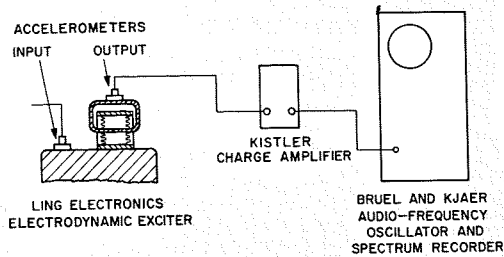 ACCELEROMETERS
INPUT OUTPUT
KISTLER
CHARGE AMPLIFIER
LING ELECTRONICS
ELECTRODYNAMIC EXCITER
BRUEL AND KJAER
AUDIO-FREQUENCY
OSCILLATOR AND
SPECTRUM RECORDER